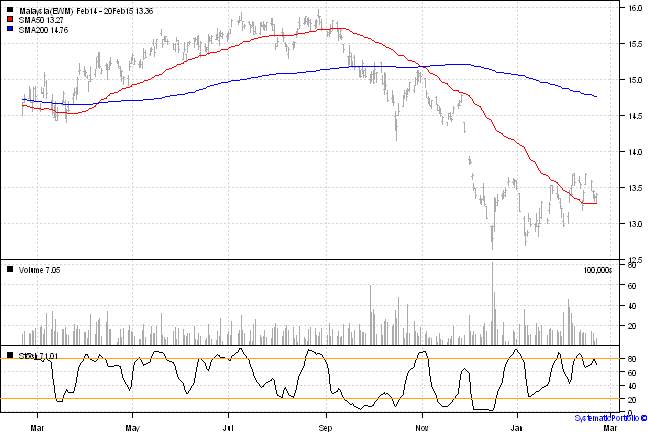 Malaysia(EWM) Feb14 - 20Feb15 13.36
SMA50 13.27
SMA200 14.76
16.0
15.5
15.0
14.5
14.0
13.5
13.0
12.5
Volume 7.05
100,000s
80
60
40
20
80
60
40
20
0
Mar
May
Jul
Sep
Nov
Jan
Mar
SystematicPortfolio ©